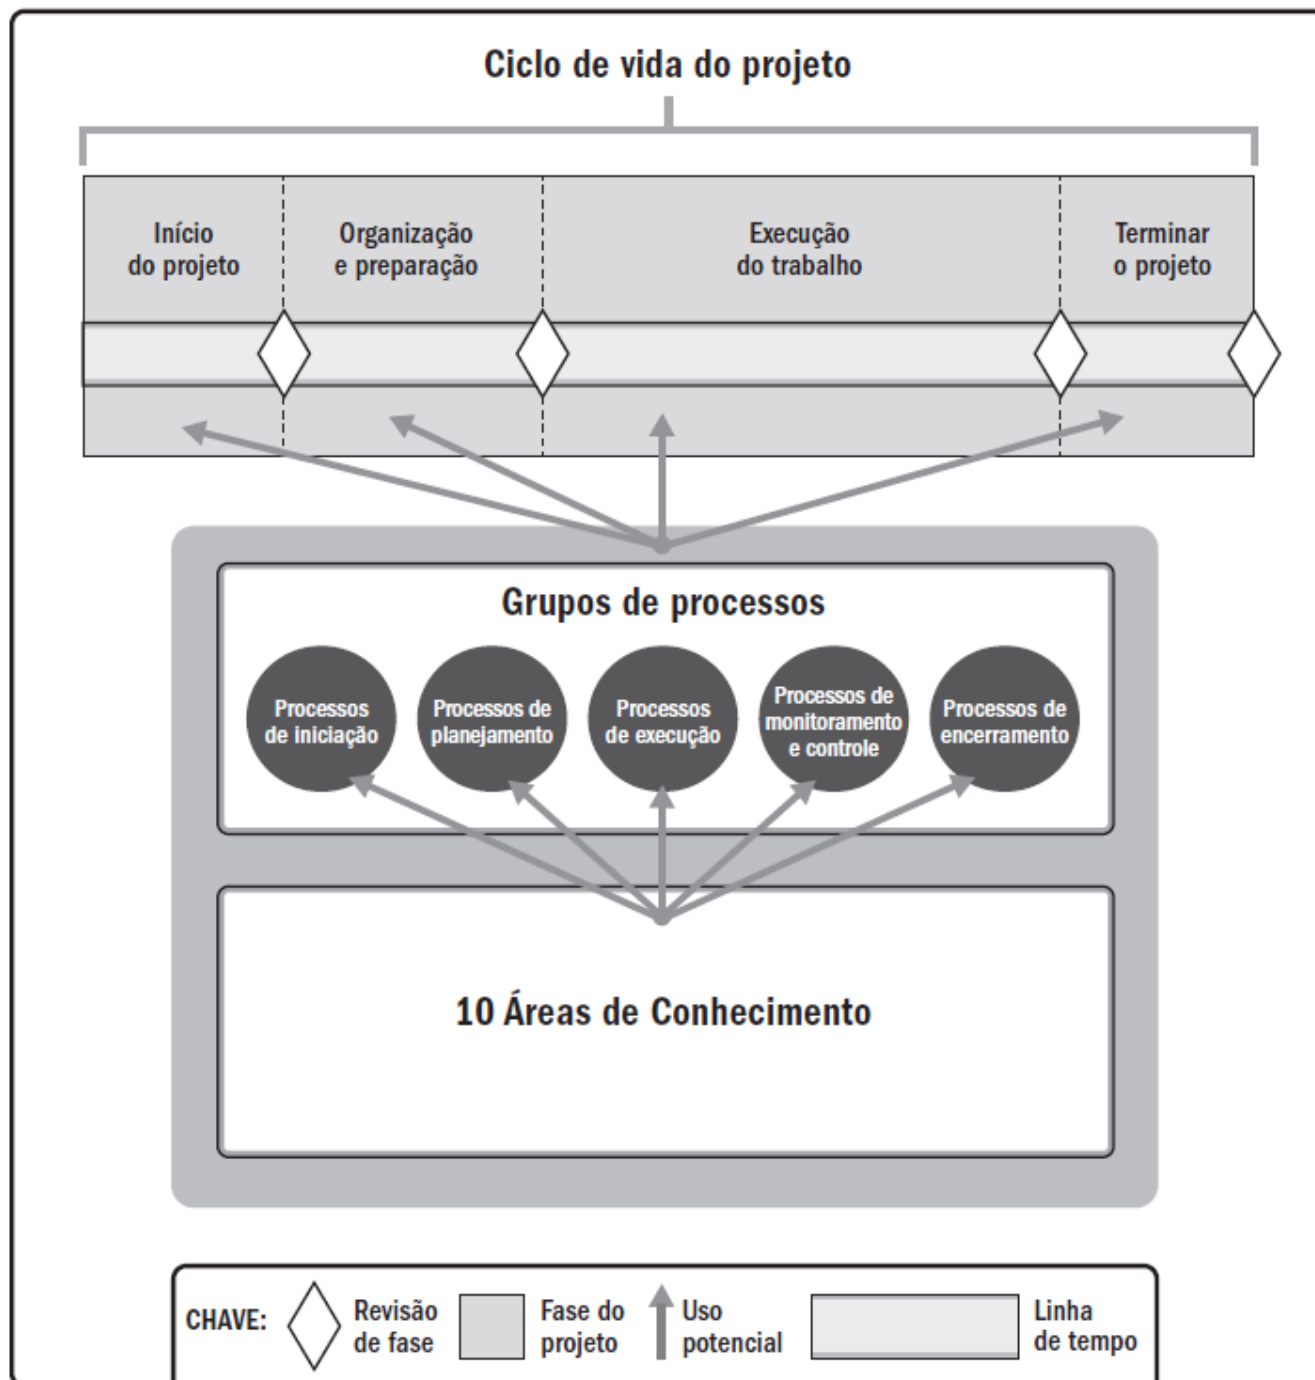 Ciclo de vida do projeto
Início
do projeto
Organização
e preparação
Execução
do trabalho
Terminar
o projeto
Grupos de processos
Processos
de iniciação
Processos de
planejamento
Processos
de execução
Processos de
monitoramento
e controle
Processos de
encerramento
10 Áreas de Conhecimento
CHAVE:
Revisão
de fase
Fase do
projeto
Uso
potencial
Linha
de tempo